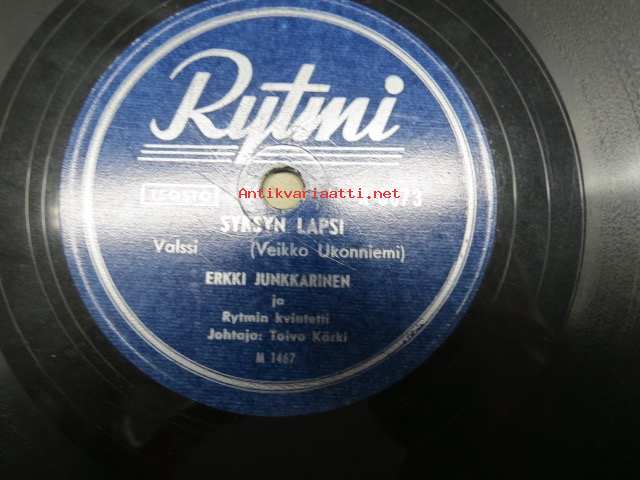 Rytmi
Antikvariaatti.net
SYKSYN LAPSI
Valssi (Veikko Ukonniemi)
ERKKI JUNKKARINEN
ja
Rytmin kvintetti
Johtaja: Toivo Kärki
M 1467